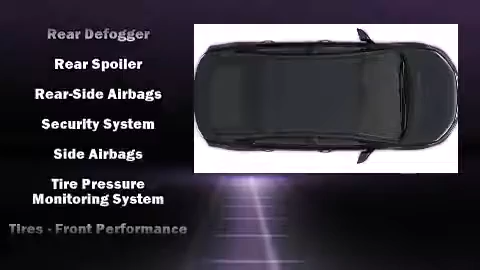 Rear Defogger
Rear Spoiler
Rear-Side Airbags
Security System
Side Airbags
Tire Pressure
Monitoring System
Tires - Front Performance